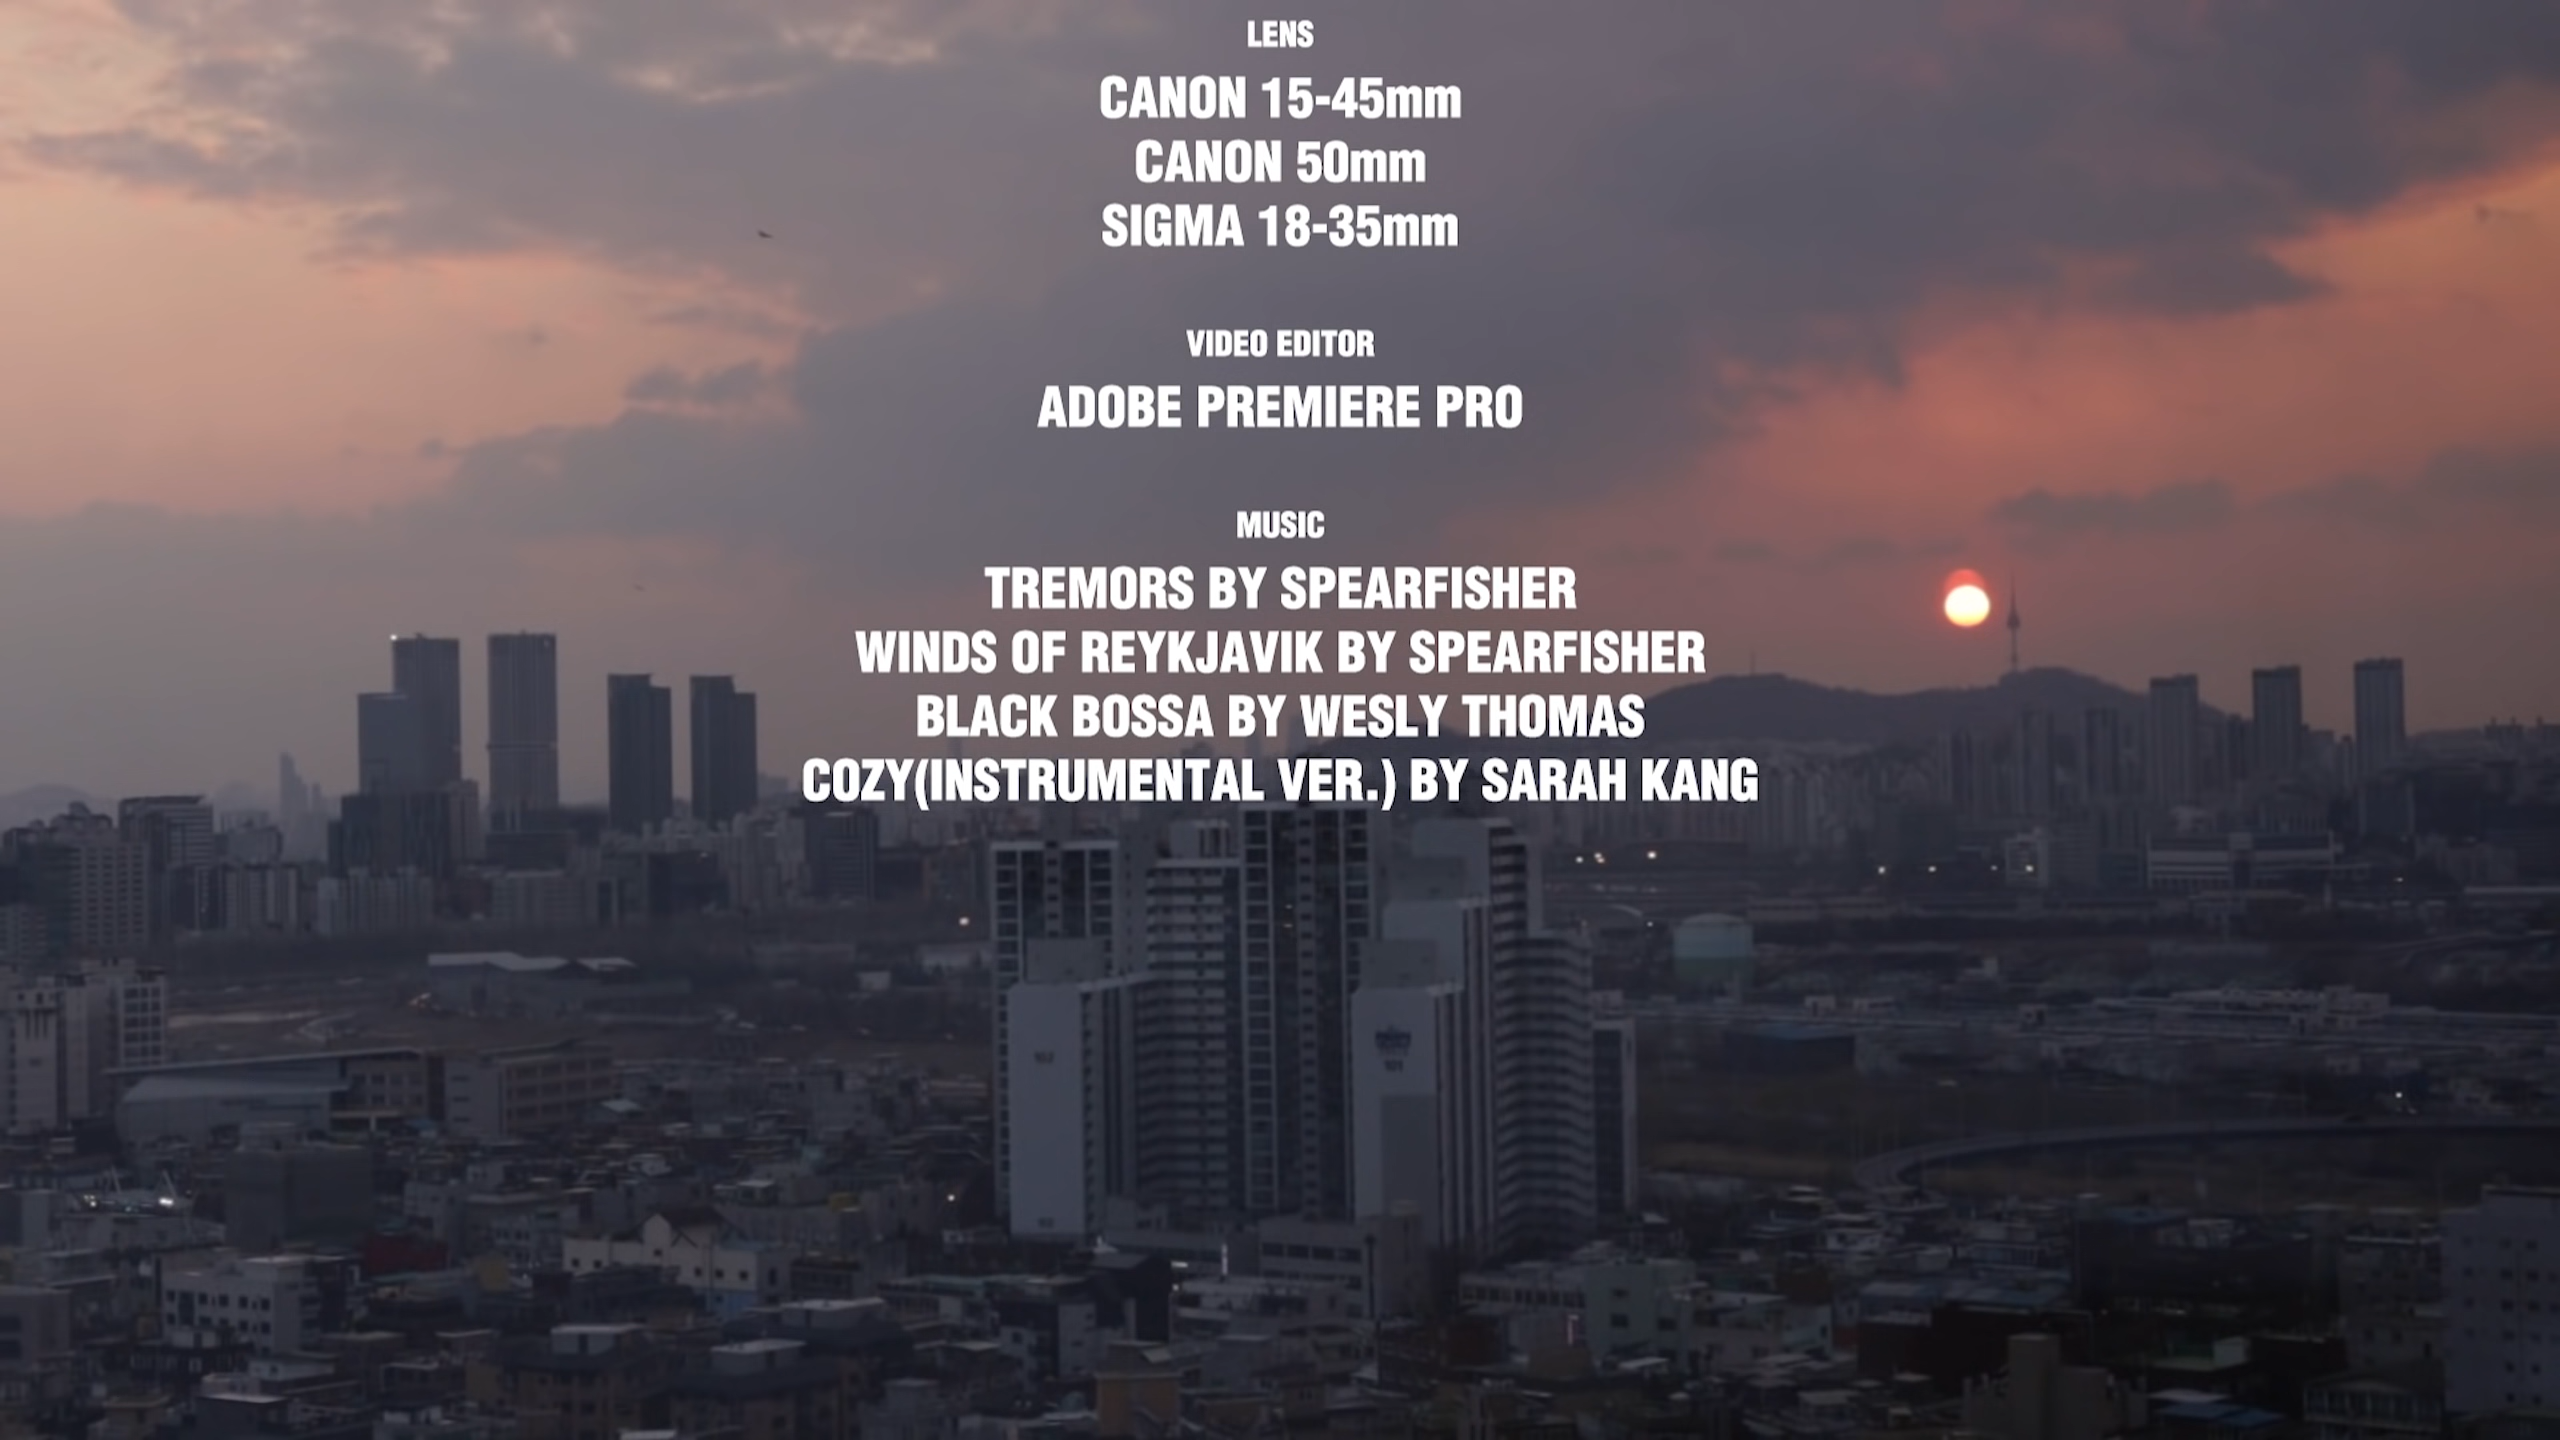 LENS
CANON 15-45mm
CANON 50mm
SIGMA 18-35mm
VIDEO EDITOR
ADOBE PREMIERE PRO
MUSIC
TREMORS BY SPEARFISHER
WINDS OF REYKJAVIK BY SPEARFISHER
BLACK BOSSA BY WESLY THOMAS
COZY(INSTRUMENTAL VER.) BY SARAH KANG